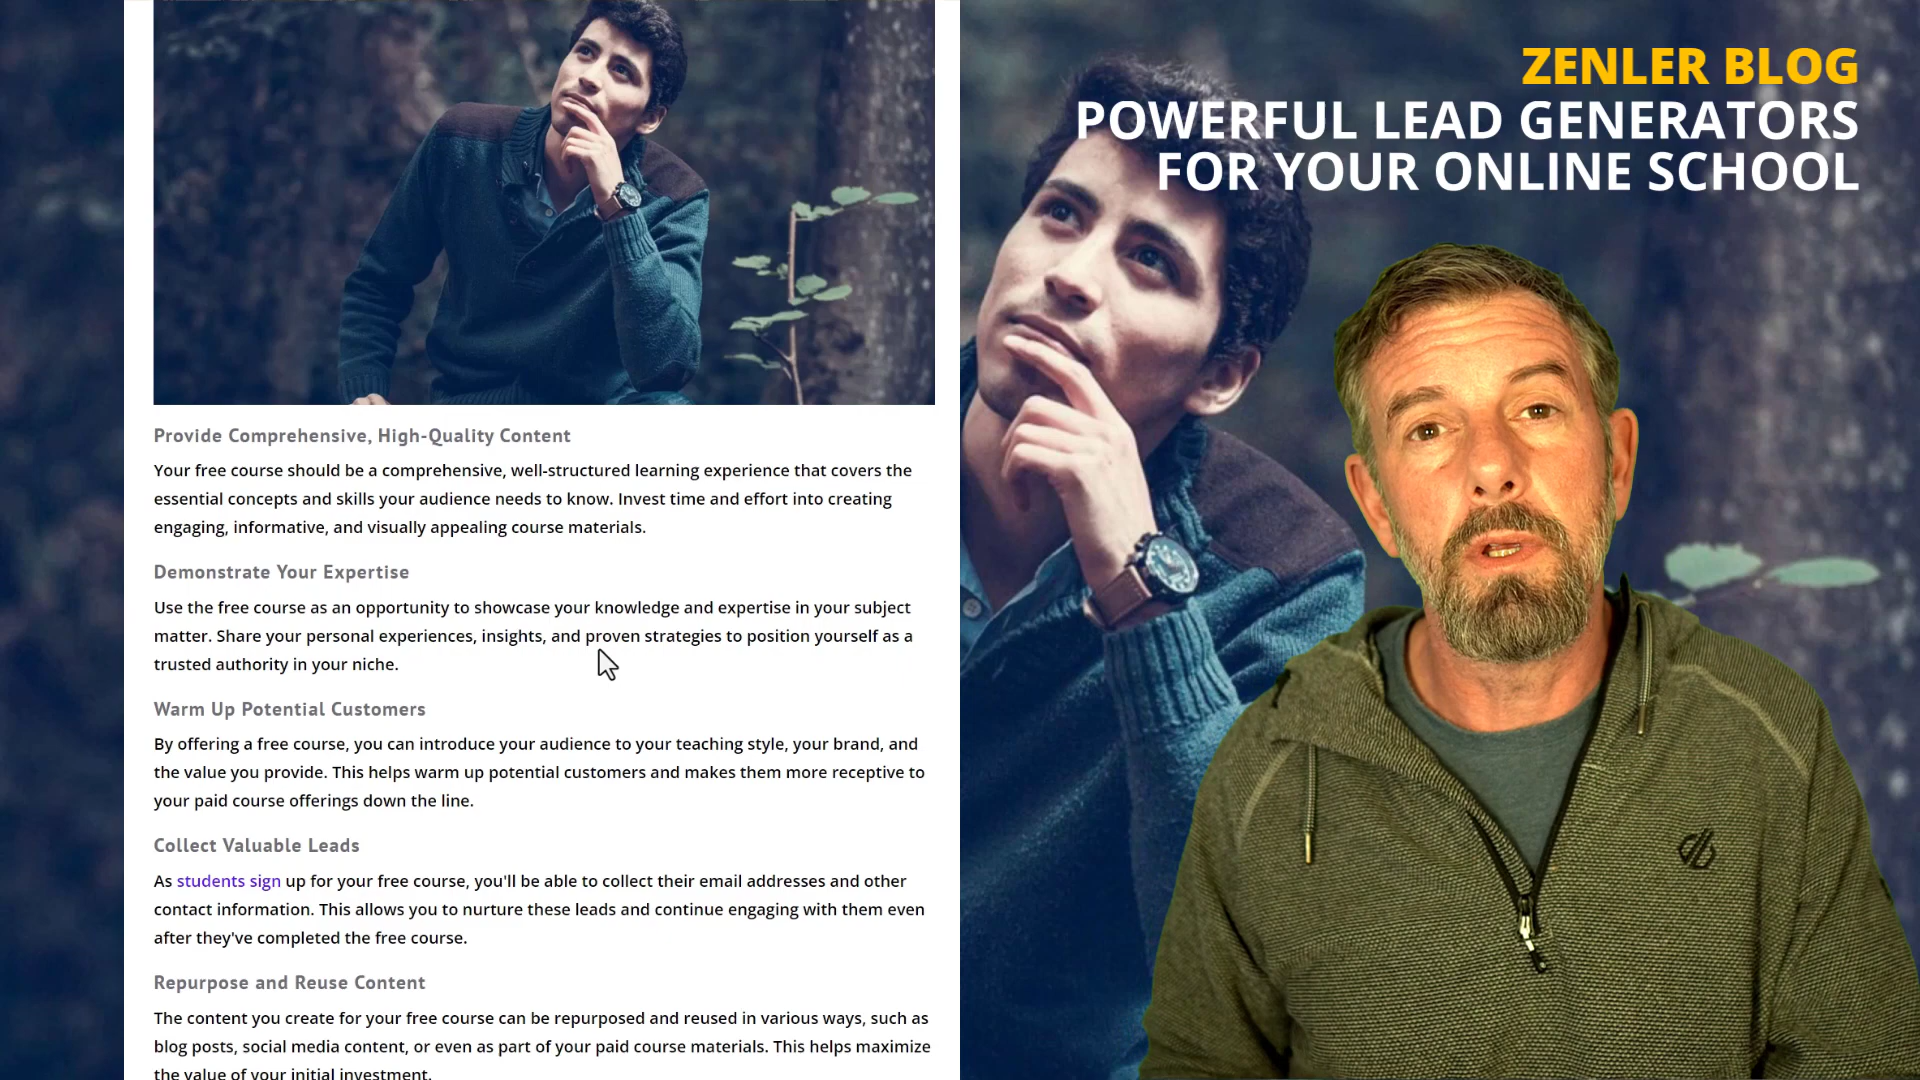 ZENLER BLOG
POWERFUL LEAD GENERATORS
FOR YOUR ONLINE SCHOOL
Provide Comprehensive, High-Quality Content
Your free course should be a comprehensive, well-structured learning experience that covers the
essential concepts and skills your audience needs to know. Invest time and effort into creating
engaging, informative, and visually appealing course materials.
Demonstrate Your Expertise
Use the free course as an opportunity to showcase your knowledge and expertise in your subject
matter. Share your personal experiences, insights, and proven strategies to position yourself as a
trusted authority in your niche.
Warm Up Potential Customers
By offering a free course, you can introduce your audience to your teaching style, your brand, and
the value you provide. This helps warm up potential customers and makes them more receptive to
your paid course offerings down the line.
Collect Valuable Leads
As students sign up for your free course, you'll be able to collect their email addresses and other
contact information. This allows you to nurture these leads and continue engaging with them even
after they've completed the free course.
Repurpose and Reuse Content
The content you create for your free course can be repurposed and reused in various ways, such as
blog posts, social media content, or even as part of your paid course materials. This helps maximize
the value of your initial investment.